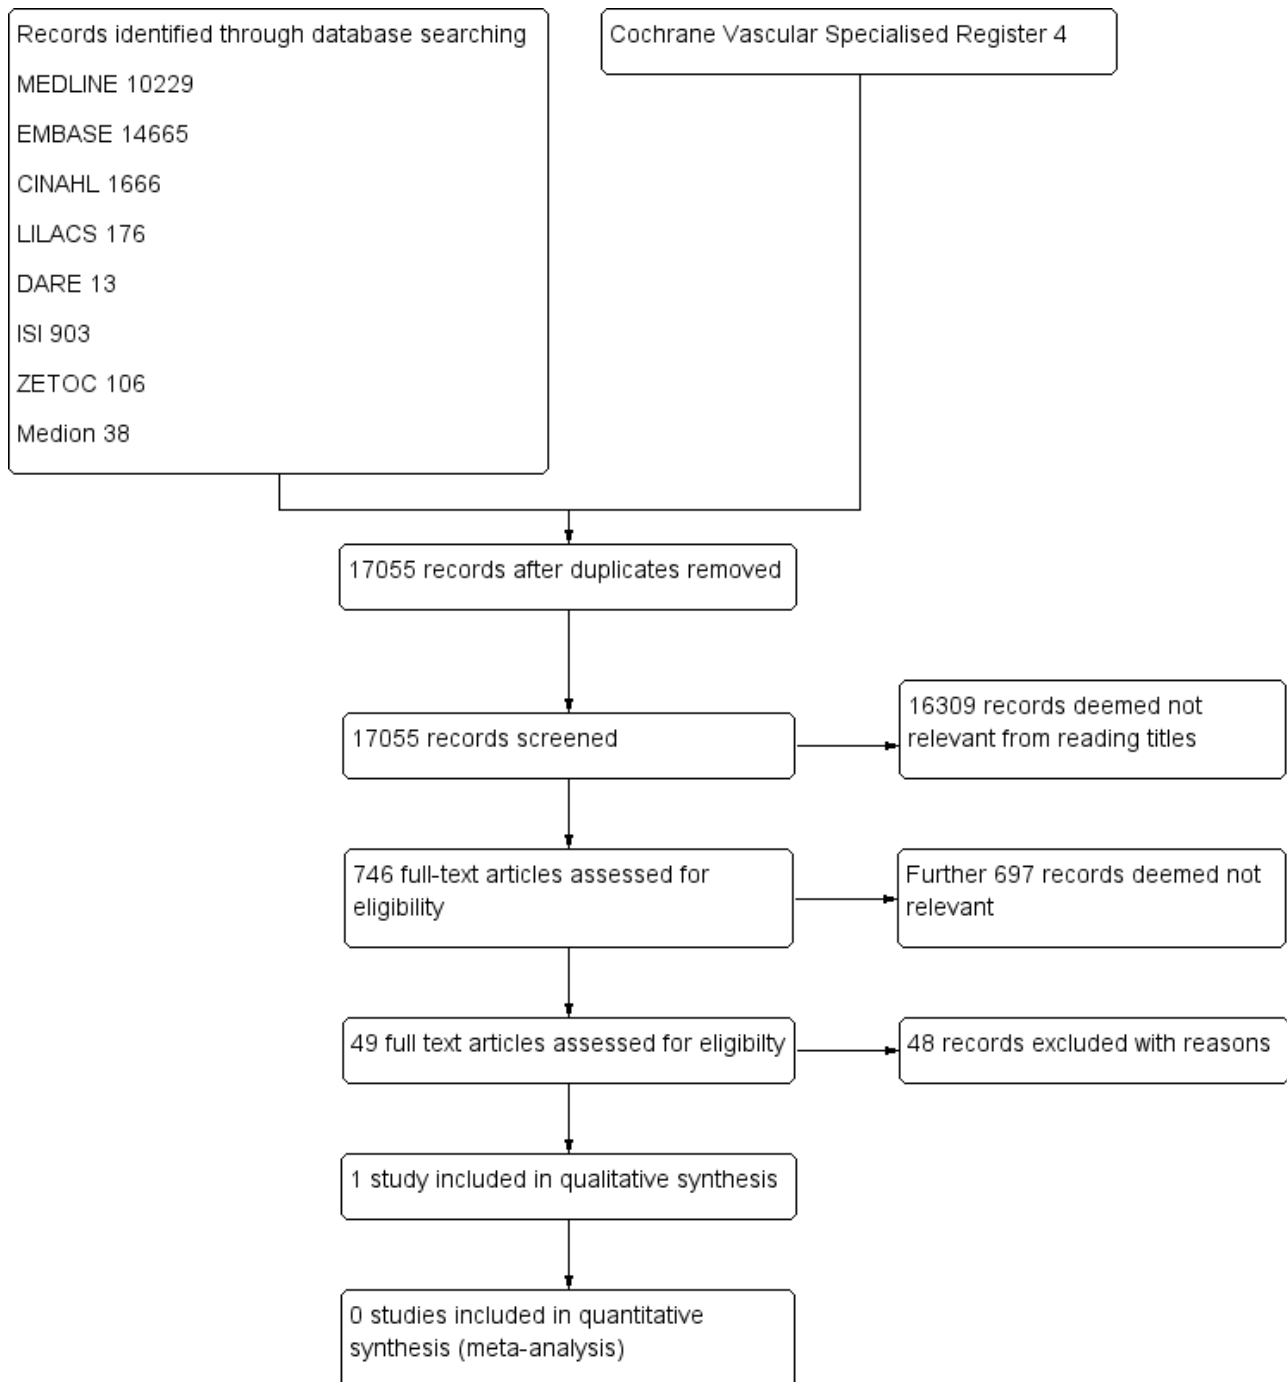 Records identified through database searching
MEDLINE 10229
EMBASE 14665
CINAHL 1666
LILACS 176
DARE 13
ISI 903
ZETOC 106
Medion 38
Cochrane Vascular Specialised Register 4
17055 records after duplicates removed
17055 records screened
16309 records deemed not
relevant from reading titles
746 full-text articles assessed for
eligibility
Further 697 records deemed not
relevant
49 full text articles assessed for eligibilty
48 records excluded with reasons
1 study included in qualitative synthesis
0 studies included in quantitative
synthesis (meta-analysis)